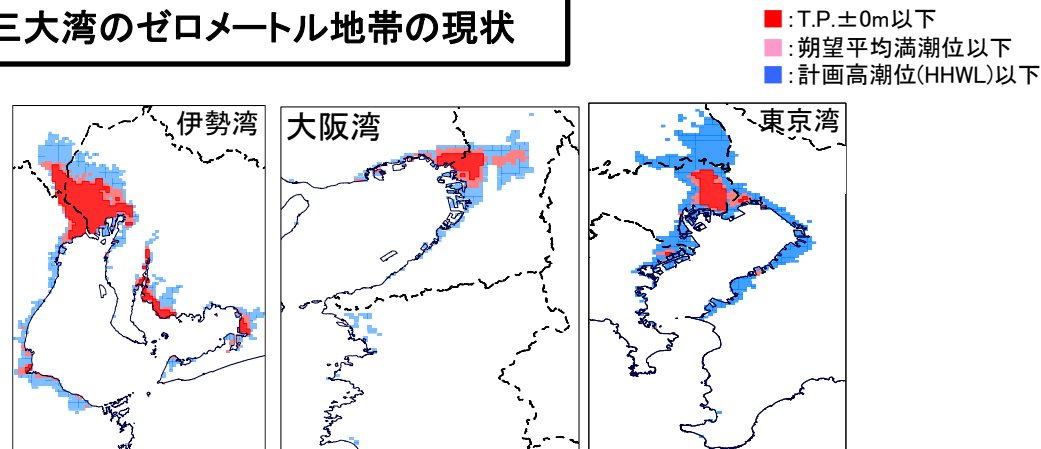 三大湾のゼロメートル地帯の現状
：T.P.±0m以下
：朔望平均満潮位以下
：計画高潮位(HHWL)以下
伊勢湾
大阪湾
東京湾